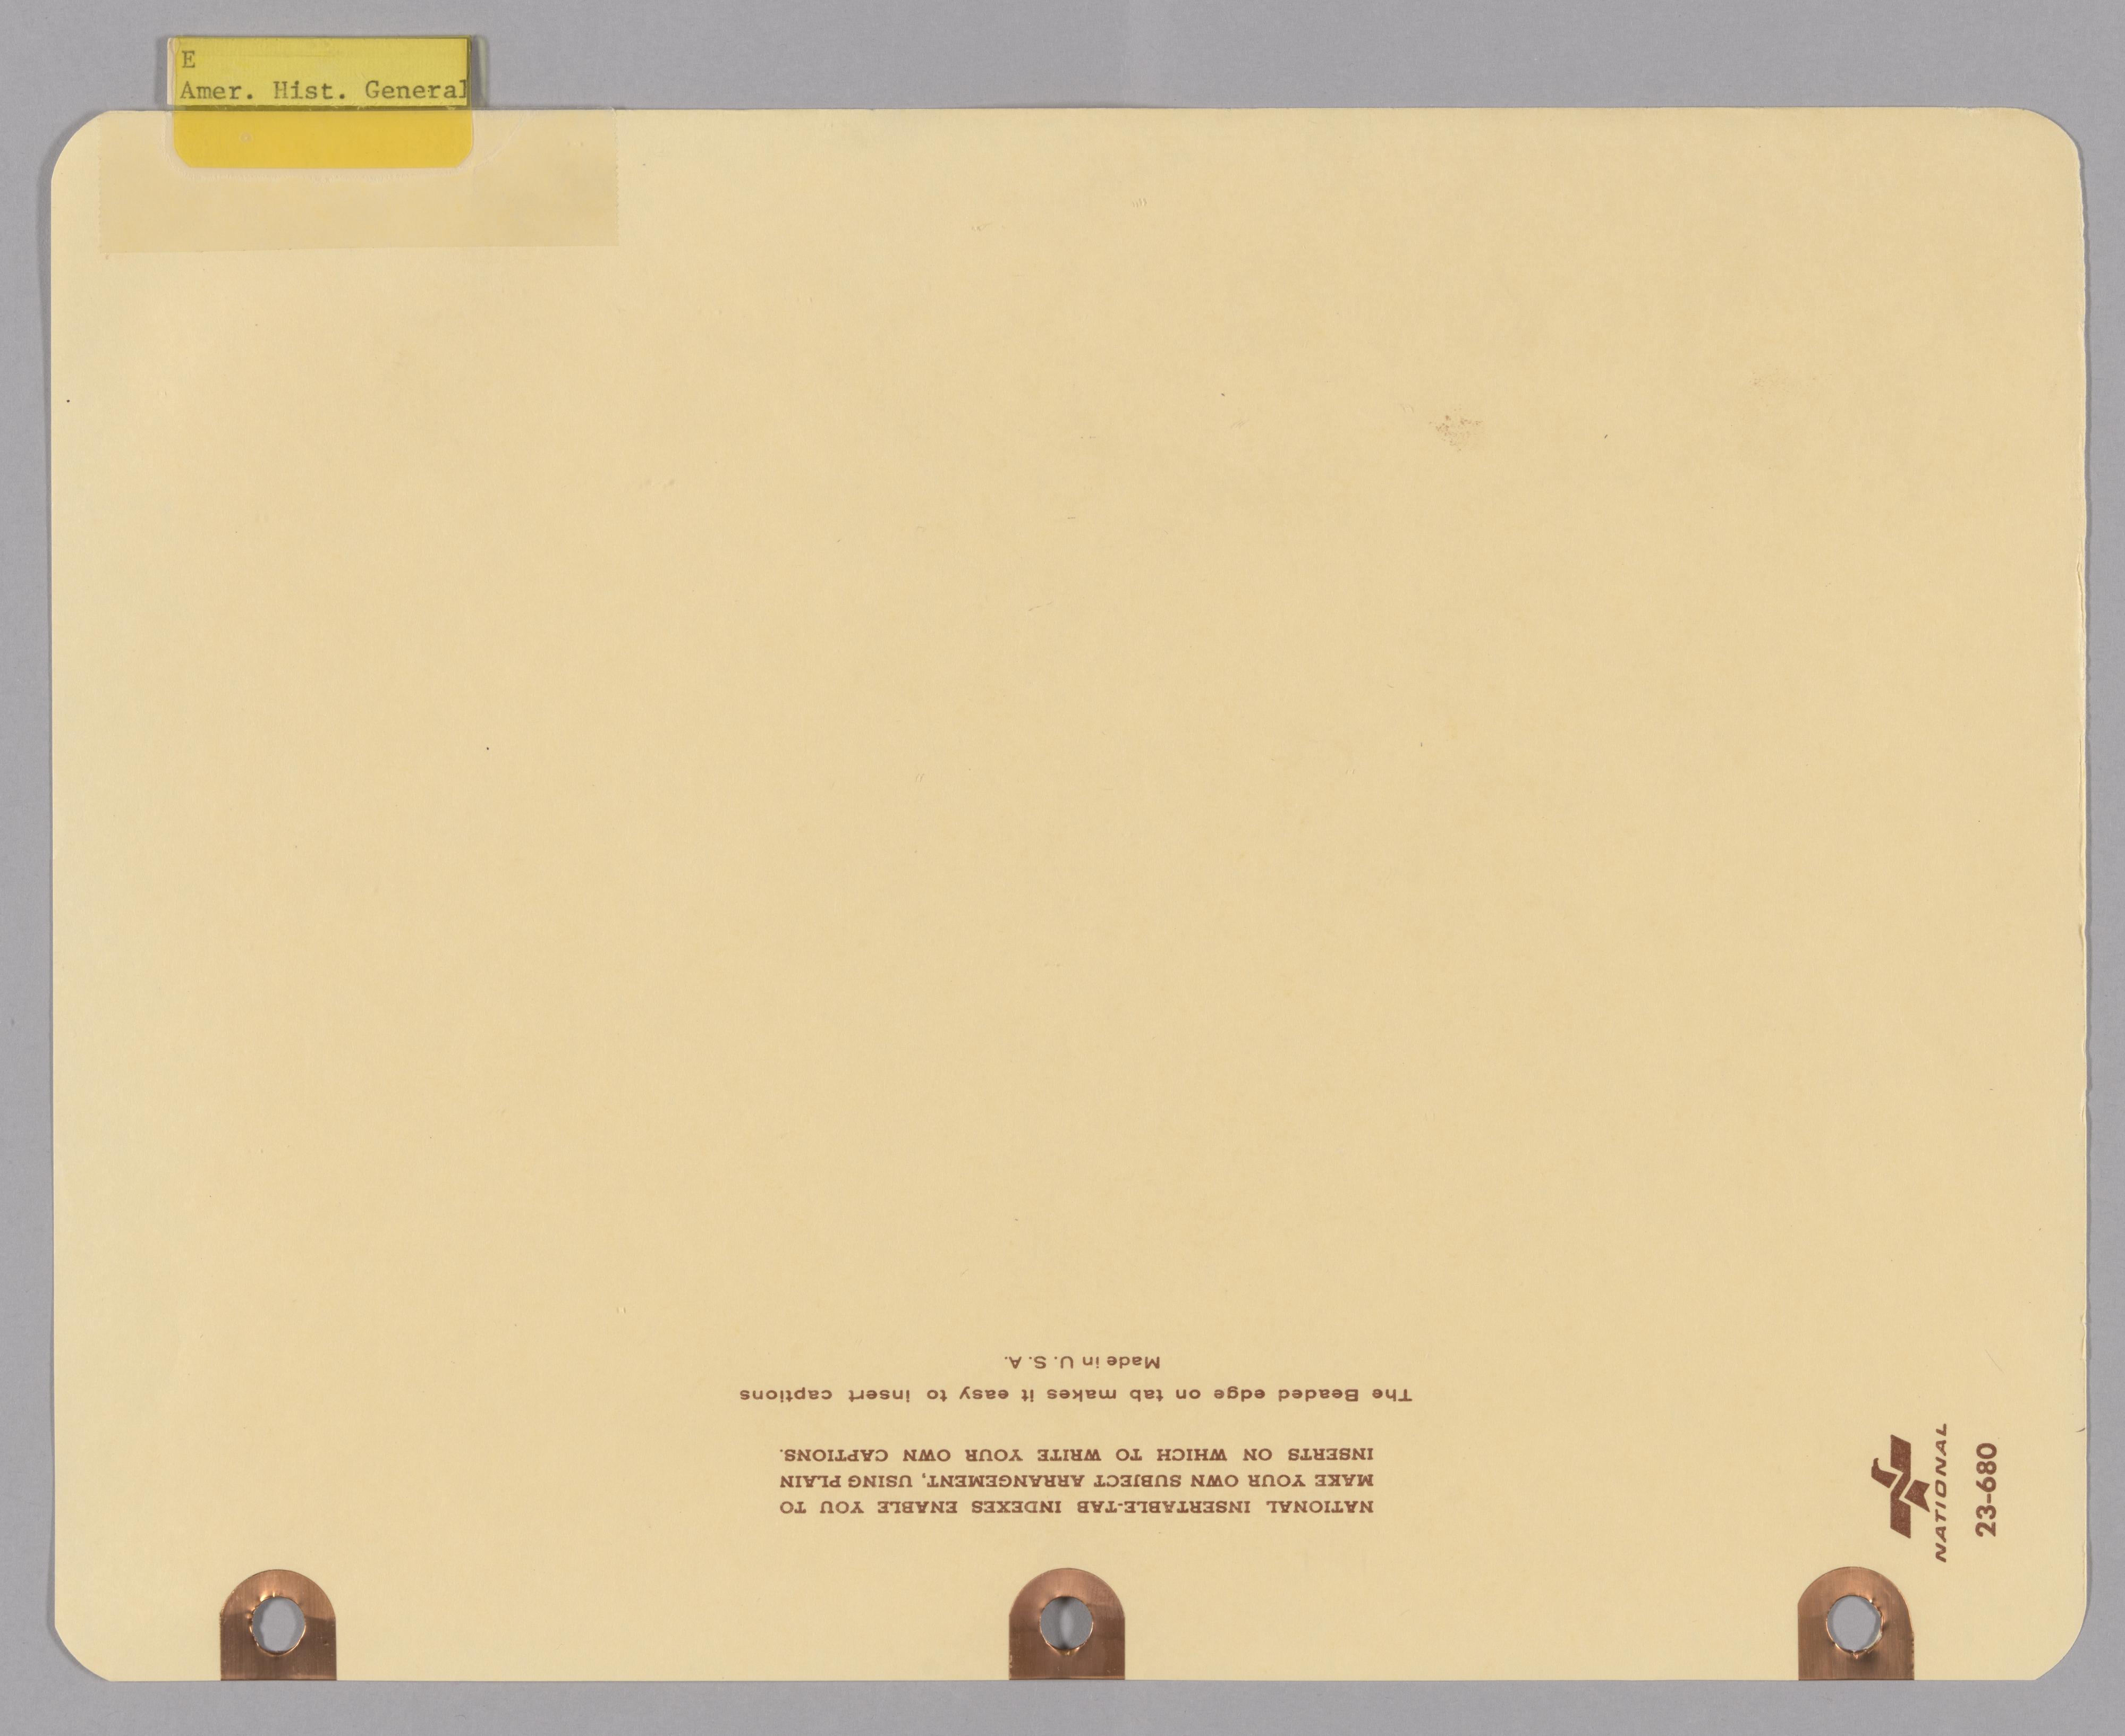 E
Amer. Hist. General
NATIONAL INSERTABLE-TAB INDEXES ENABLE YOU TO
MAKE YOUR OWN SUBJECT ARRANGEMENT, USING PLAIN
INSERTS ON WHICH TO WRITE YOUR OWN CAPTIONS.
The Beaded edge on tab makes it easy to insert captions
Made in U.S.A.
NATIONAL
23-680